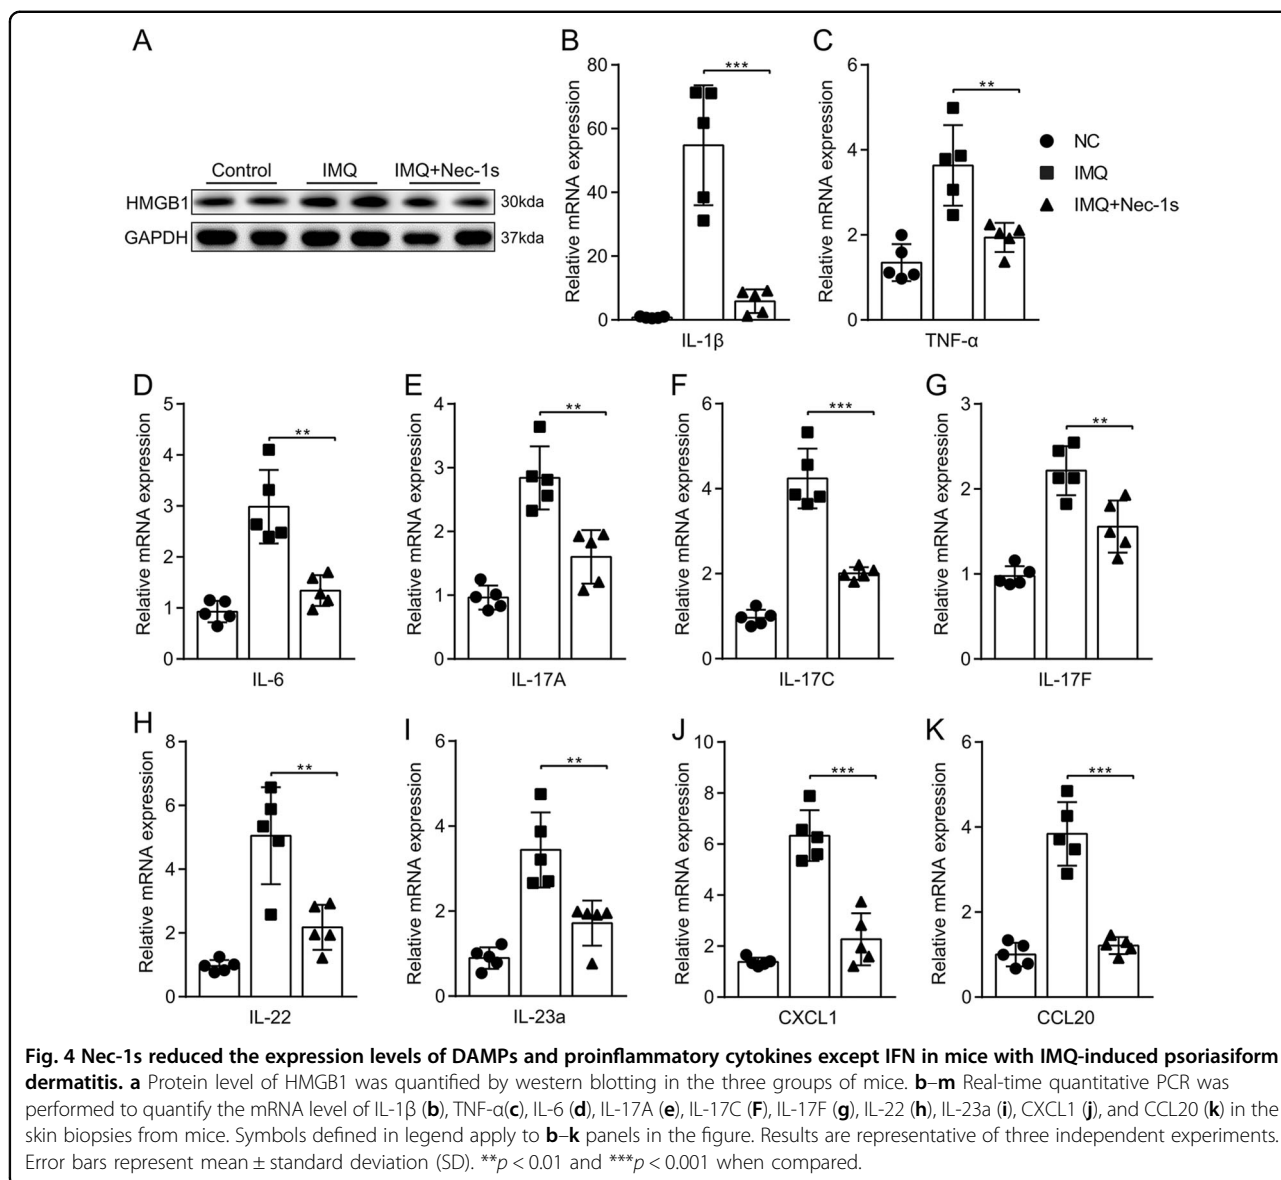 A
Control IMQ IMQ+Nec-1s
HMGB1 30kda
GAPDH 37kda
B
Relative mRNA expression
80
60
40
20
0
***
IL-1β
C
Relative mRNA expression
6
4
2
0
**
TNF-α
NC
IMQ
IMQ+Nec-1s
D
Relative mRNA expression
5
4
3
2
1
0
**
IL-6
E
Relative mRNA expression
4
3
2
1
0
**
IL-17A
F
Relative mRNA expression
6
4
2
0
***
IL-17C
G
Relative mRNA expression
3
2
1
0
**
IL-17F
H
Relative mRNA expression
8
6
4
2
0
**
IL-22
I
Relative mRNA expression
6
4
2
0
**
IL-23a
J
Relative mRNA expression
10
8
6
4
2
0
***
CXCL1
K
Relative mRNA expression
6
4
2
0
***
CCL20
Fig. 4 Nec-1s reduced the expression levels of DAMPs and proinflammatory cytokines except IFN in mice with IMQ-induced psoriasiform
dermatitis. a Protein level of HMGB1 was quantified by western blotting in the three groups of mice. b–m Real-time quantitative PCR was
performed to quantify the mRNA level of IL-1β (b), TNF-α(c), IL-6 (d), IL-17A (e), IL-17C (F), IL-17F (g), IL-22 (h), IL-23a (i), CXCL1 (j), and CCL20 (k) in the
skin biopsies from mice. Symbols defined in legend apply to b–k panels in the figure. Results are representative of three independent experiments.
Error bars represent mean ± standard deviation (SD). **p < 0.01 and ***p < 0.001 when compared.